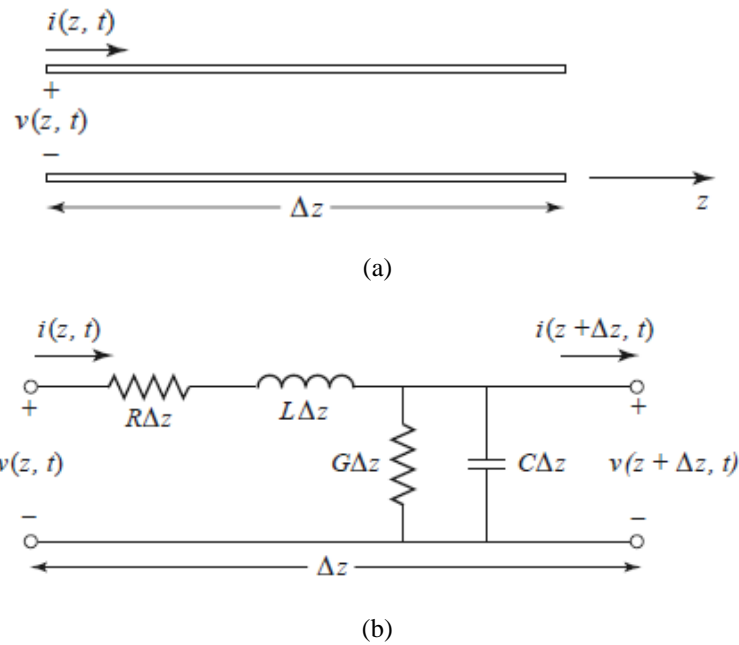 i(z, t)
+
v(z, t)
−
Δz
z
(a)
i(z, t)
i(z +Δz, t)
+
RΔz
LΔz
+
v(z, t)
GΔz
CΔz
v(z + Δz, t)
−
−
Δz
(b)